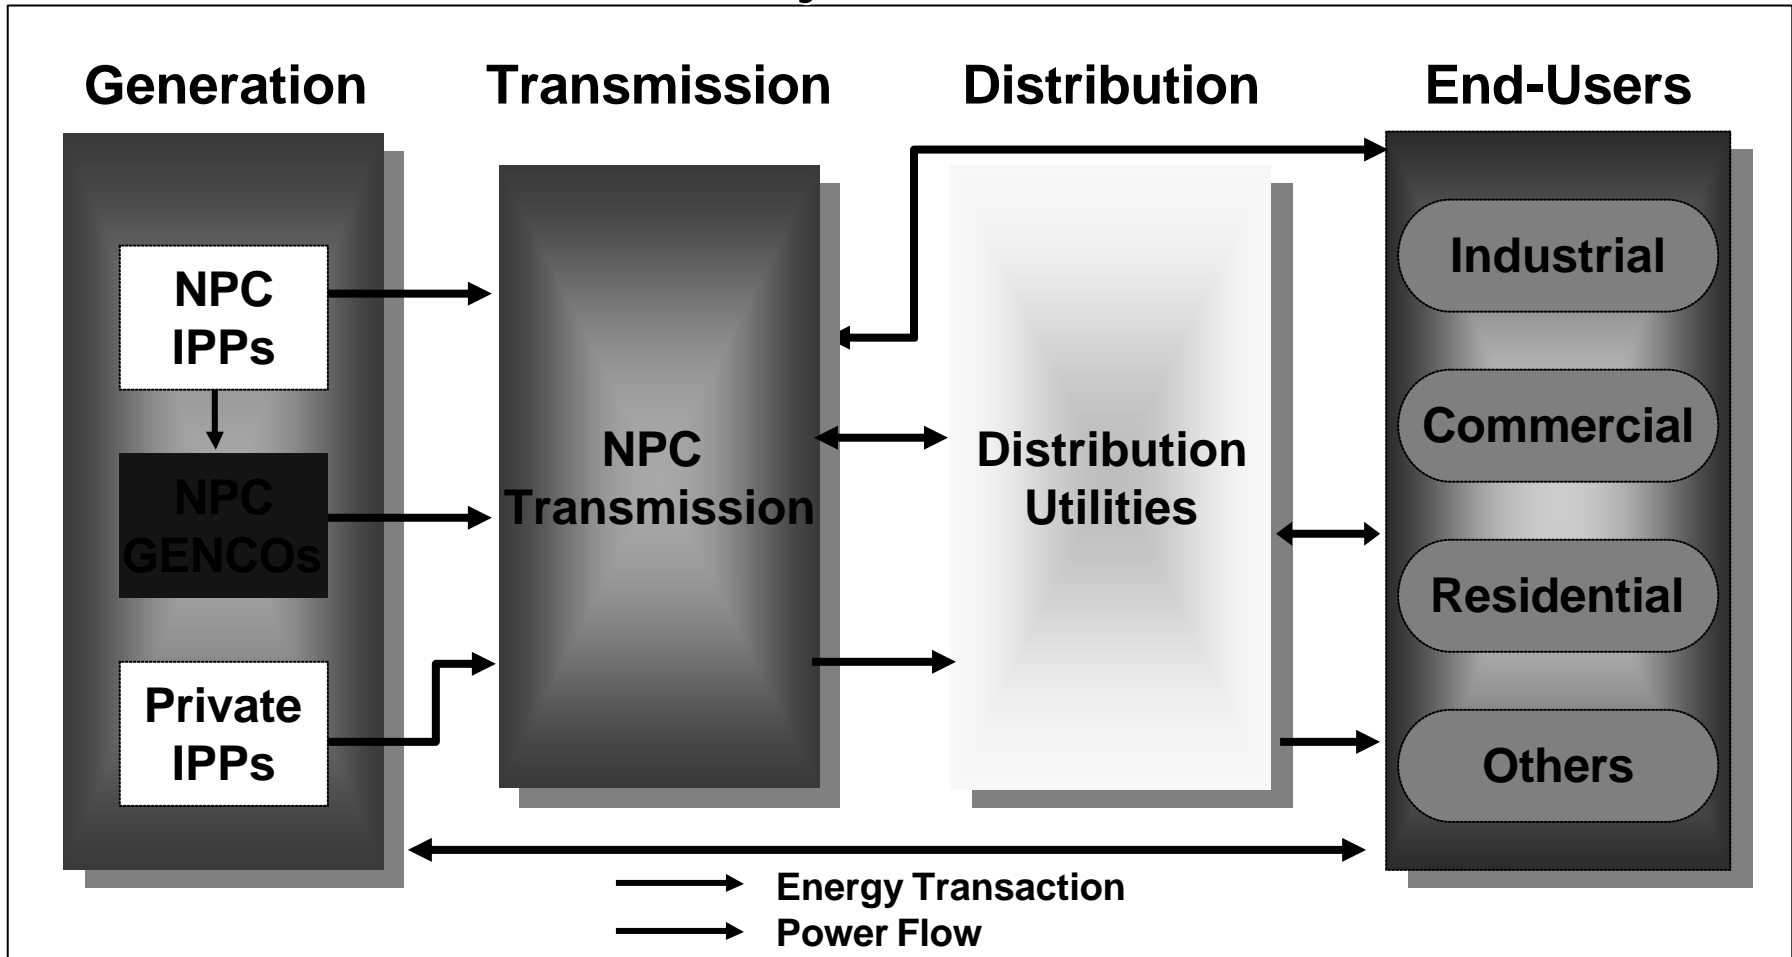 Generation
Transmission
Distribution
End-Users
NPC
IPPs
NPC
GENCOs
Private
IPPs
NPC
Transmission
Distribution
Utilities
Industrial
Commercial
Residential
Others
Energy Transaction
Power Flow